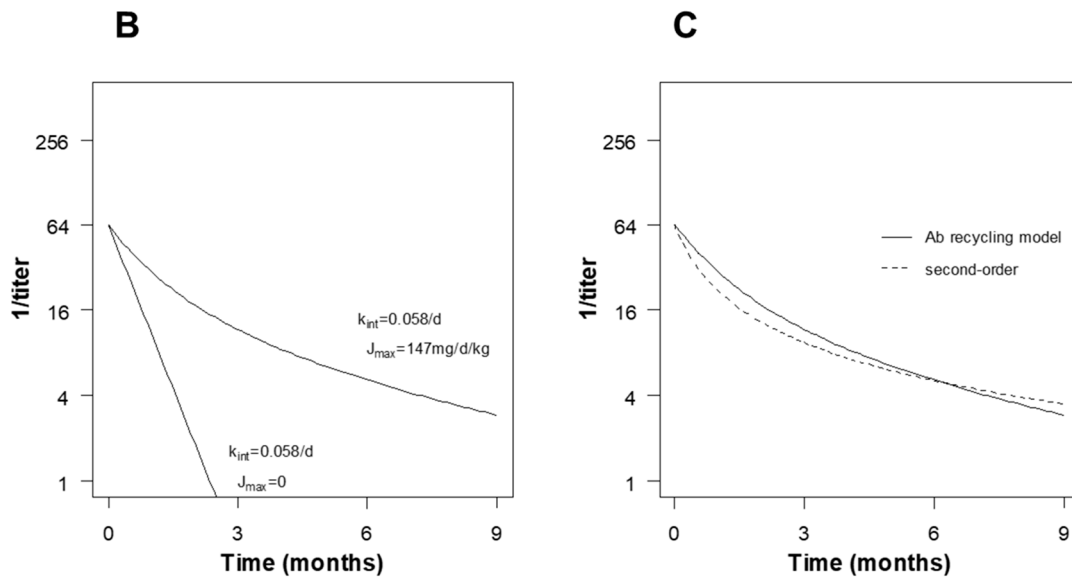 B
256
64
16
4
1
1/titer
k_int=0.058/d
J_max=147mg/d/kg
k_int=0.058/d
J_max=0
0
3
6
9
Time (months)
C
256
64
16
4
1
1/titer
Ab recycling model
second-order
0
3
6
9
Time (months)